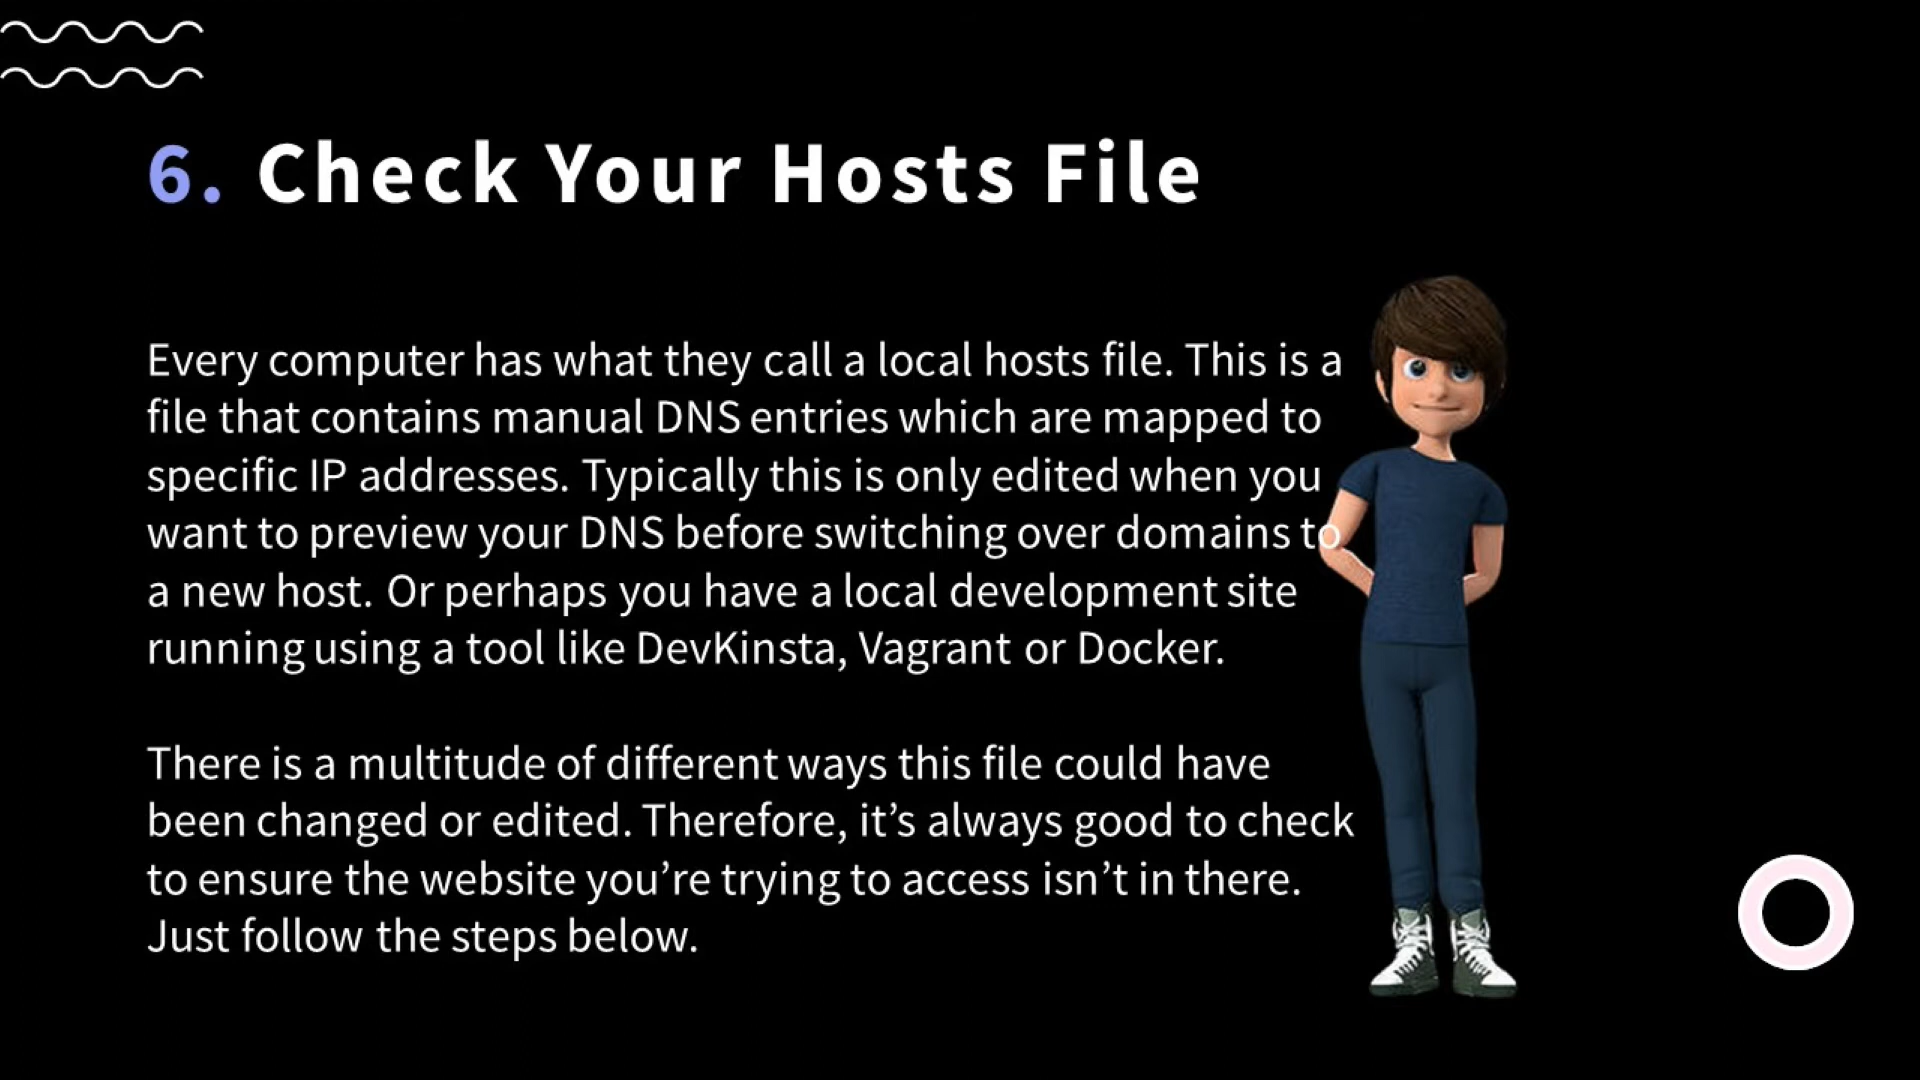 6. Check Your Hosts File
Every computer has what they call a local hosts file. This is a
file that contains manual DNS entries which are mapped to
specific IP addresses. Typically this is only edited when you
want to preview your DNS before switching over domains to
a new host. Or perhaps you have a local development site
running using a tool like DevKinsta, Vagrant or Docker.
There is a multitude of different ways this file could have
been changed or edited. Therefore, it’s always good to check
to ensure the website you’re trying to access isn’t in there.
Just follow the steps below.